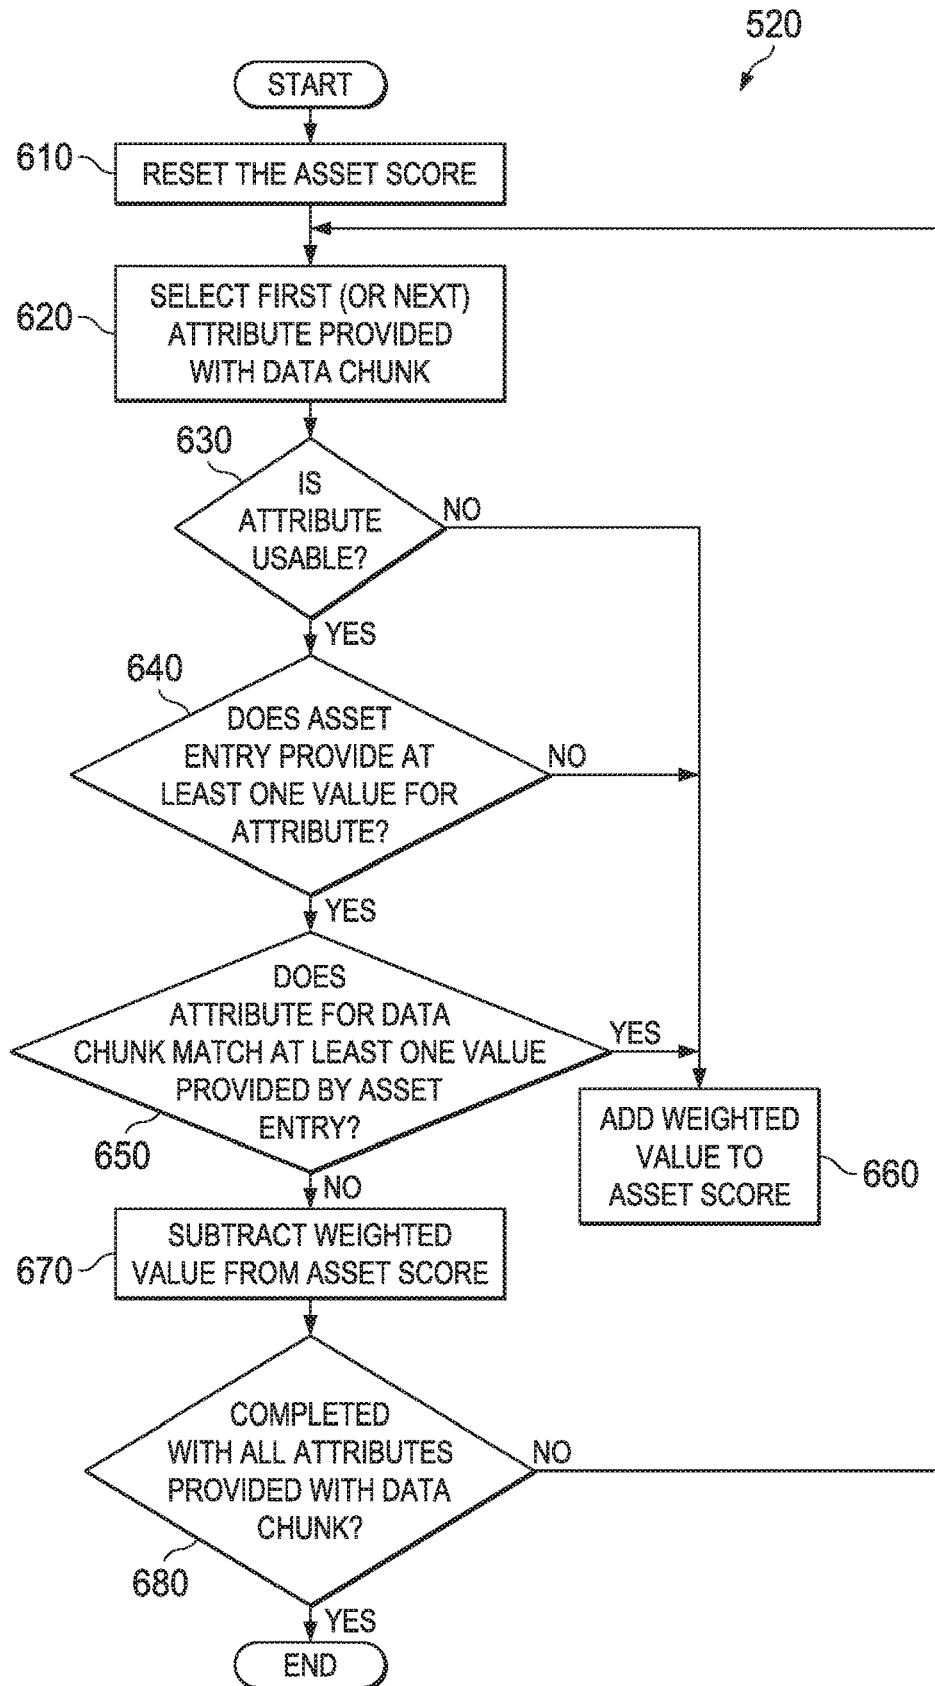 520
START
610
RESET THE ASSET SCORE
620
SELECT FIRST (OR NEXT)
ATTRIBUTE PROVIDED
WITH DATA CHUNK
630
IS
ATTRIBUTE
USABLE?
NO
YES
640
DOES ASSET
ENTRY PROVIDE AT
LEAST ONE VALUE FOR
ATTRIBUTE?
NO
YES
DOES
ATTRIBUTE FOR DATA
CHUNK MATCH AT LEAST ONE VALUE
PROVIDED BY ASSET
ENTRY?
YES
650
NO
ADD WEIGHTED
VALUE TO
ASSET SCORE
660
670
SUBTRACT WEIGHTED
VALUE FROM ASSET SCORE
COMPLETED
WITH ALL ATTRIBUTES
PROVIDED WITH DATA
CHUNK?
NO
680
YES
END